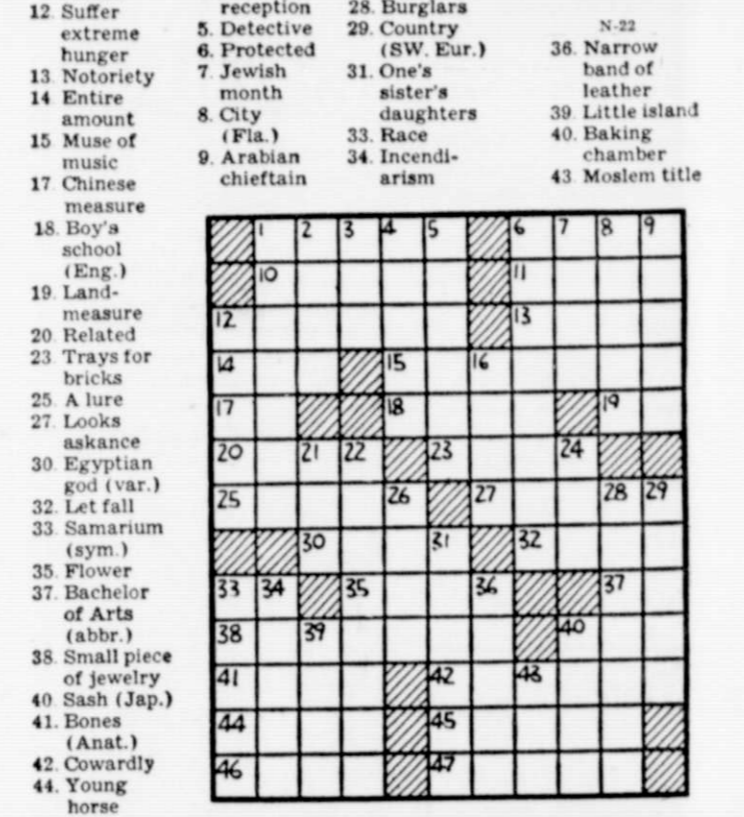 12. Suffer
extreme
hunger
13. Notoriety
14. Entire
amount
15. Muse of
music
17. Chinese
measure
18. Boy's
school
(Eng.)
19. Land-
measure
20. Related
23. Trays for
bricks
25. A lure
27. Looks
askance
30. Egyptian
god (var.)
32. Let fall
33. Samarium
(sym.)
35. Flower
37. Bachelor
of Arts
(abbr.)
38. Small piece
of jewelry
40. Sash (Jap.)
41. Bones
(Anat.)
42. Cowardly
44. Young
horse
reception
5. Detective
6. Protected
7. Jewish
month
8. City
(Fla.)
9. Arabian
chieftain
28. Burglars
29. Country
(SW. Eur.)
31. One's
sister's
daughters
33. Race
34. Incendi-
arism
N-22
36. Narrow
band of
leather
39. Little island
40. Baking
chamber
43. Moslem title
1 2 3 4 5 6 7 8 9
10 11
12 13
14 15 16
17 18 19
20 21 22 23 24
25 26 27 28 29
30 31 32
33 34 35 36 37
38 39 40
41 42 43
44 45
46 47